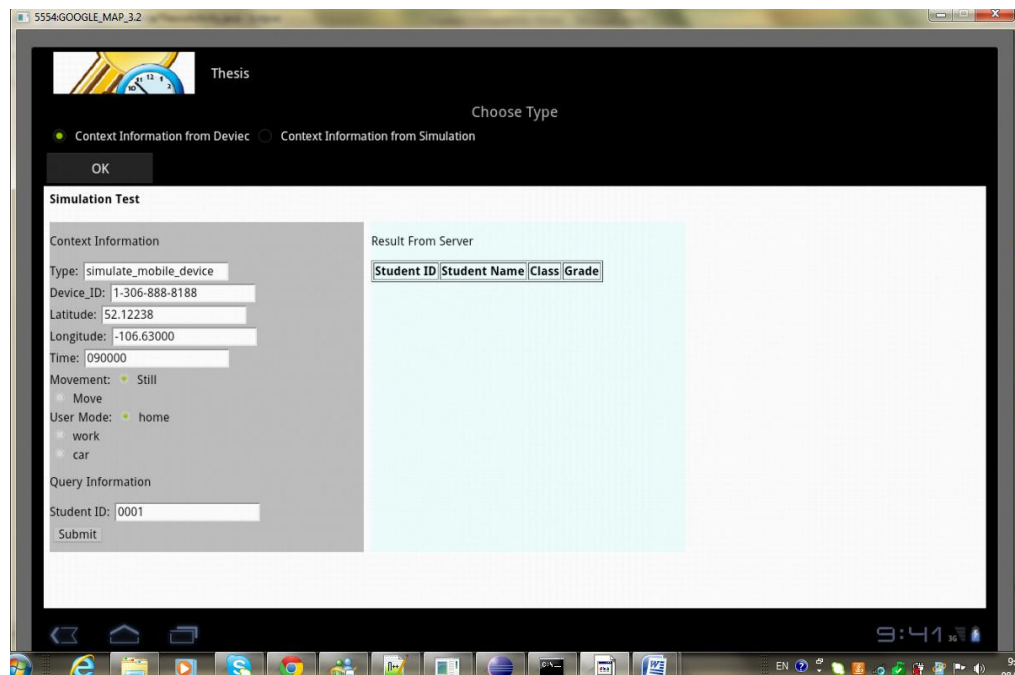 5554:GOOGLE_MAP_3.2
Thesis
Choose Type
Context Information from Deviec Context Information from Simulation
OK
Simulation Test
Context Information
Type: simulate_mobile_device
Device_ID: 1-306-888-8188
Latitude: 52.12238
Longitude: -106.63000
Time: 090000
Movement: Still
Move
User Mode: home
work
car
Query Information
Student ID: 0001
Submit
Result From Server
Student ID Student Name Class Grade
9:41 3G
EN